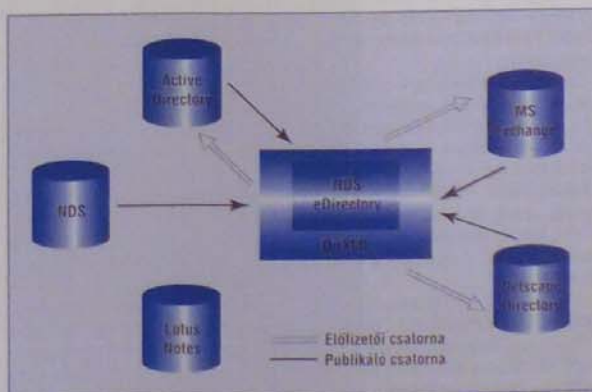 Active
Directory
MS
Exchange
NDS
NDS
eDirectory
DirXML
Netscape
Directory
Lotus
Notes
Előfizetői csatorna
Publikáló csatorna